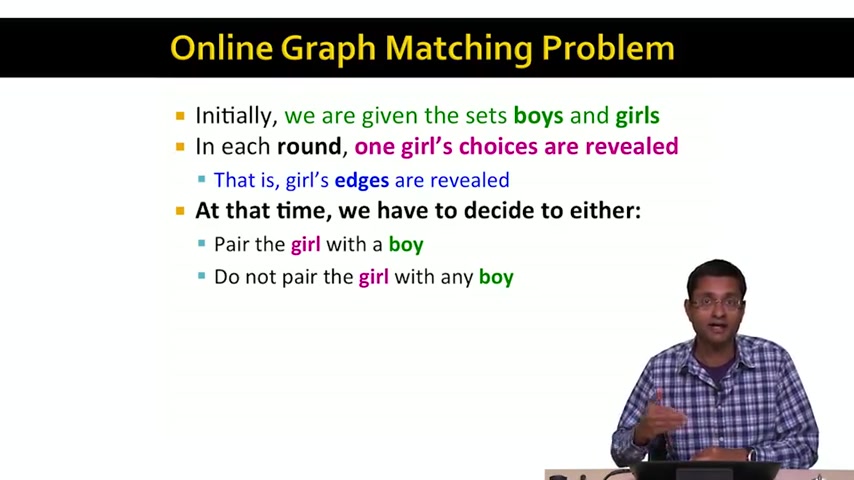 Online Graph Matching Problem
Initially, we are given the sets boys and girls
In each round, one girl's choices are revealed
That is, girl's edges are revealed
At that time, we have to decide to either:
Pair the girl with a boy
Do not pair the girl with any boy